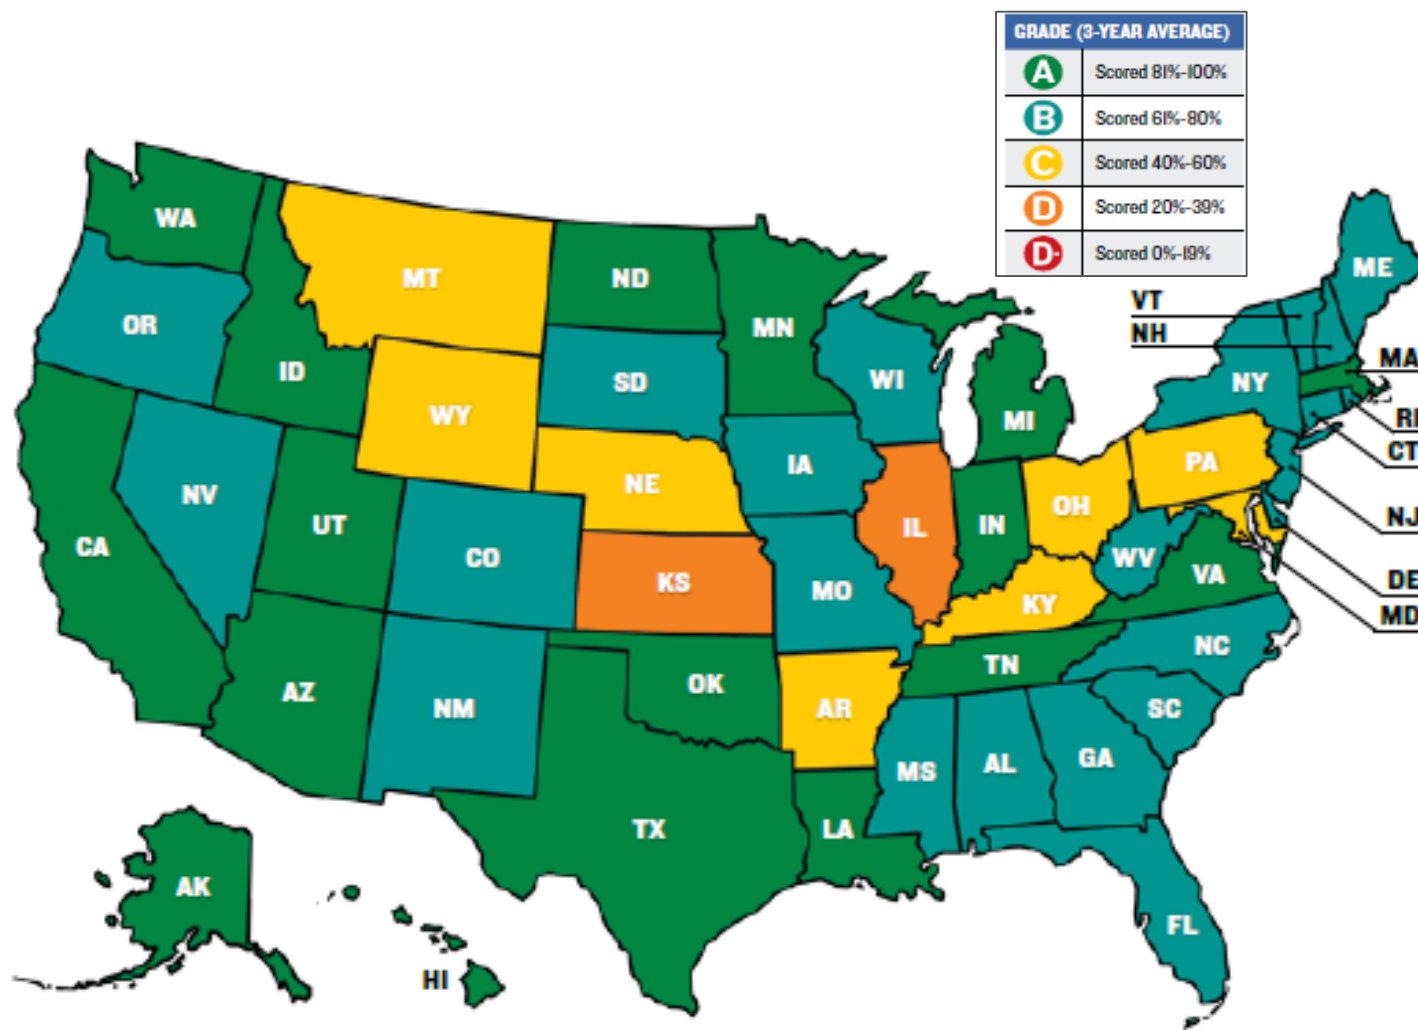 GRADE (3-YEAR AVERAGE)
A Scored 81%-100%
B Scored 61%-80%
C Scored 40%-60%
D Scored 20%-39%
D- Scored 0%-19%
WA
MT
ND
MN
ME
VT
NH
OR
ID
SD
WI
NY
MA
WY
MI
RI
CT
NV
UT
CO
NE
IA
PA
NJ
CA
KS
MO
IL
IN
OH
WV
VA
DE
MD
KY
NC
AZ
NM
OK
AR
TN
SC
TX
LA
MS
AL
GA
AK
HI
FL